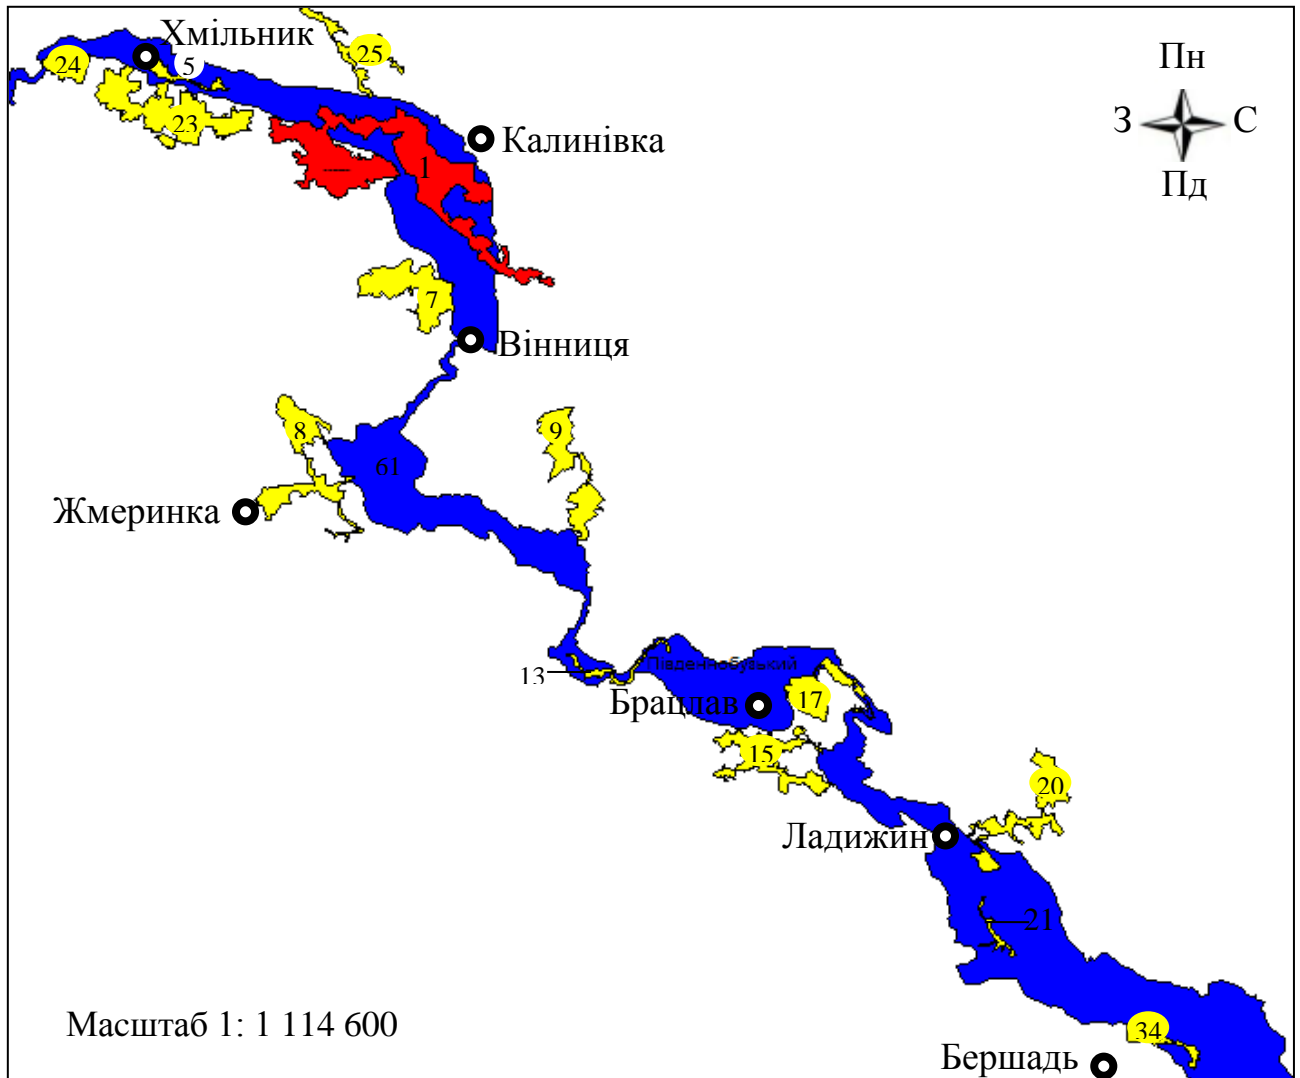 Хмільник
Пн
25
24
5
З
С
23
Калинівка
1
Пд
7
Вінниця
8
9
61
Жмеринка
Південнобузький
13
Брацлав
17
15
20
Ладижин
21
Масштаб 1: 1 114 600
34
Бершадь